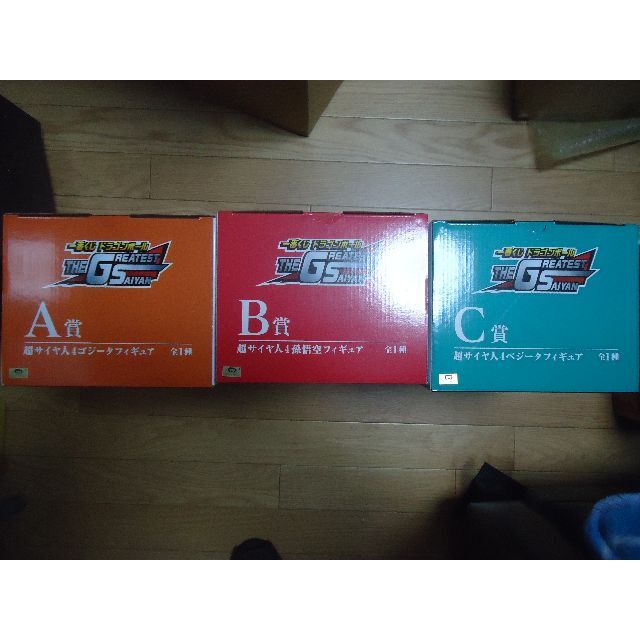 一番くじ ドラゴンボール
THE GREATEST SAIYAN
A賞
超サイヤ人4ゴジータフィギュア 全1種
一番くじ ドラゴンボール
THE GREATEST SAIYAN
B賞
超サイヤ人4孫悟空フィギュア 全1種
一番くじ ドラゴンボール
THE GREATEST SAIYAN
C賞
超サイヤ人4ベジータフィギュア 全1種